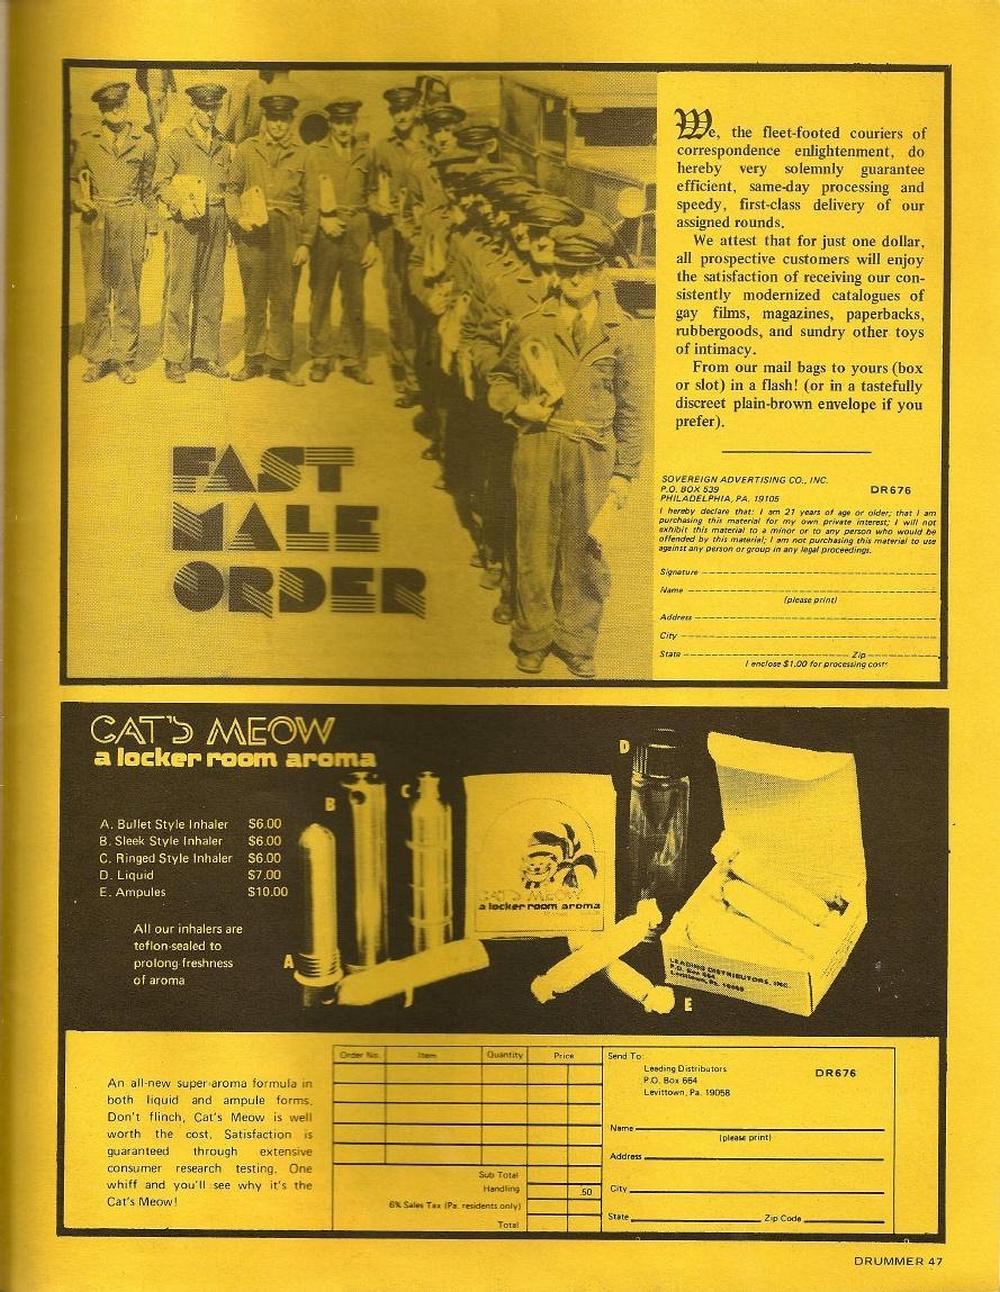 We, the fleet-footed couriers of
correspondence enlightenment, do
hereby very solemnly guarantee
efficient, same-day processing and
speedy, first-class delivery of our
assigned rounds.
We attest that for just one dollar,
all prospective customers will enjoy
the satisfaction of receiving our con-
sistently modernized catalogues of
gay films, magazines, paperbacks,
rubbergoods, and sundry other toys
of intimacy.
From our mail bags to yours (box
or slot) in a flash! (or in a tastefully
discreet plain-brown envelope if you
prefer).
FAST
MALE
ORDER
SOVEREIGN ADVERTISING CO., INC.
P.O. BOX 539 DR676
PHILADELPHIA, PA. 19105
I hereby declare that: I am 21 years of age or older; that I am
purchasing this material for my own private interest; I will not
exhibit this material to a minor or to any person who would be
offended by this material; I am not purchasing this material to use
against any person or group in any legal proceedings.
Signature
Name
(please print)
Address
City
State Zip
I enclose $1.00 for processing costs
CAT'S MEOW
a locker room aroma
A. Bullet Style Inhaler $6.00
B. Sleek Style Inhaler $6.00
C. Ringed Style Inhaler $6.00
D. Liquid $7.00
E. Ampules $10.00
All our inhalers are
teflon-sealed to
prolong freshness
of aroma
A
B
C
D
E
CAT'S MEOW
a locker room aroma
LEADING DISTRIBUTORS, INC.
P.O. Box 664
Levittown, Pa. 19058
An all-new super-aroma formula in
both liquid and ampule forms.
Don't flinch, Cat's Meow is well
worth the cost. Satisfaction is
guaranteed through extensive
consumer research testing. One
whiff and you'll see why it's the
Cat's Meow!
Order No. Item Quantity Price
Sub Total
Handling .50
6% Sales Tax (Pa. residents only)
Total
Send To:
Leading Distributors DR676
P.O. Box 664
Levittown, Pa. 19058
Name
(please print)
Address
City
State Zip Code
DRUMMER 47